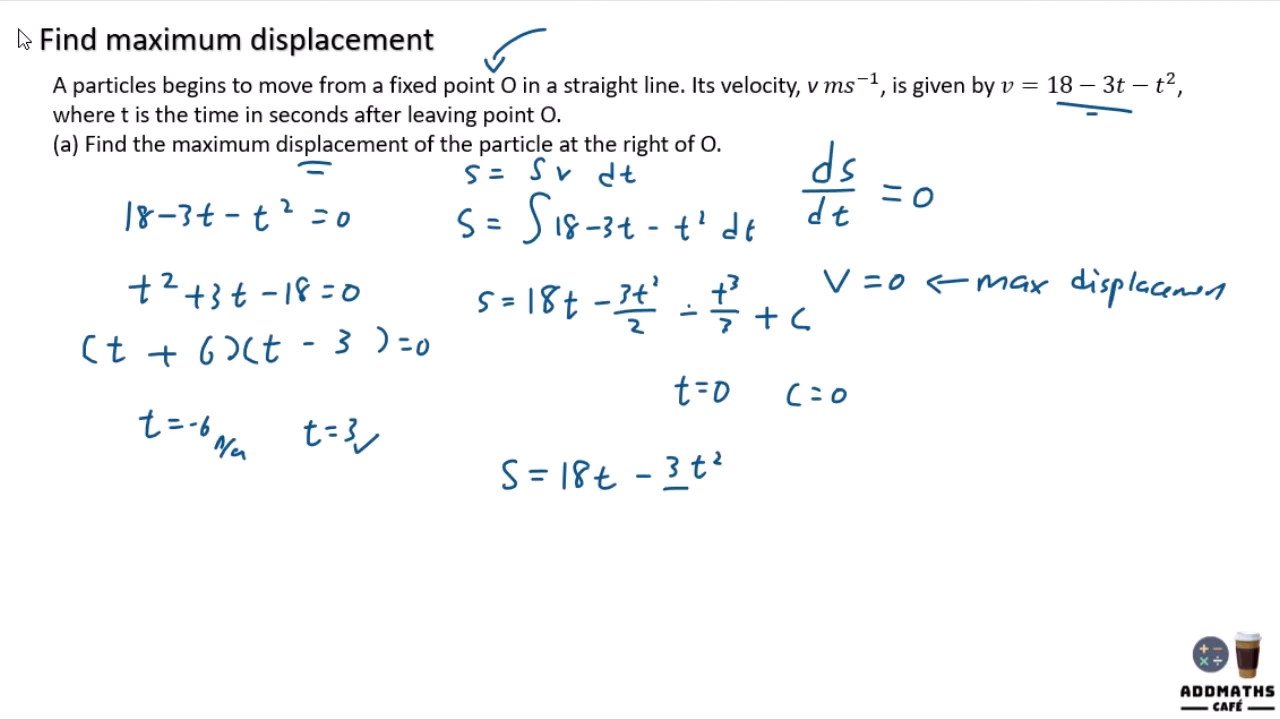 Find maximum displacement
A particles begins to move from a fixed point O in a straight line. Its velocity, v ms⁻¹, is given by v = 18 − 3t − t²,
where t is the time in seconds after leaving point O.
(a) Find the maximum displacement of the particle at the right of O.
18-3t-t²=0
t²+3t-18=0
(t + 6)(t - 3)=0
t=-6 N/A t=3✓
S = ∫ v dt
S = ∫ 18-3t - t² dt
S = 18t - 3t²/2 - t³/3 + C
t=0 C=0
S = 18t - 3t²
ds/dt = 0
V=0 ← max displacement
ADDMATHS
CAFÉ